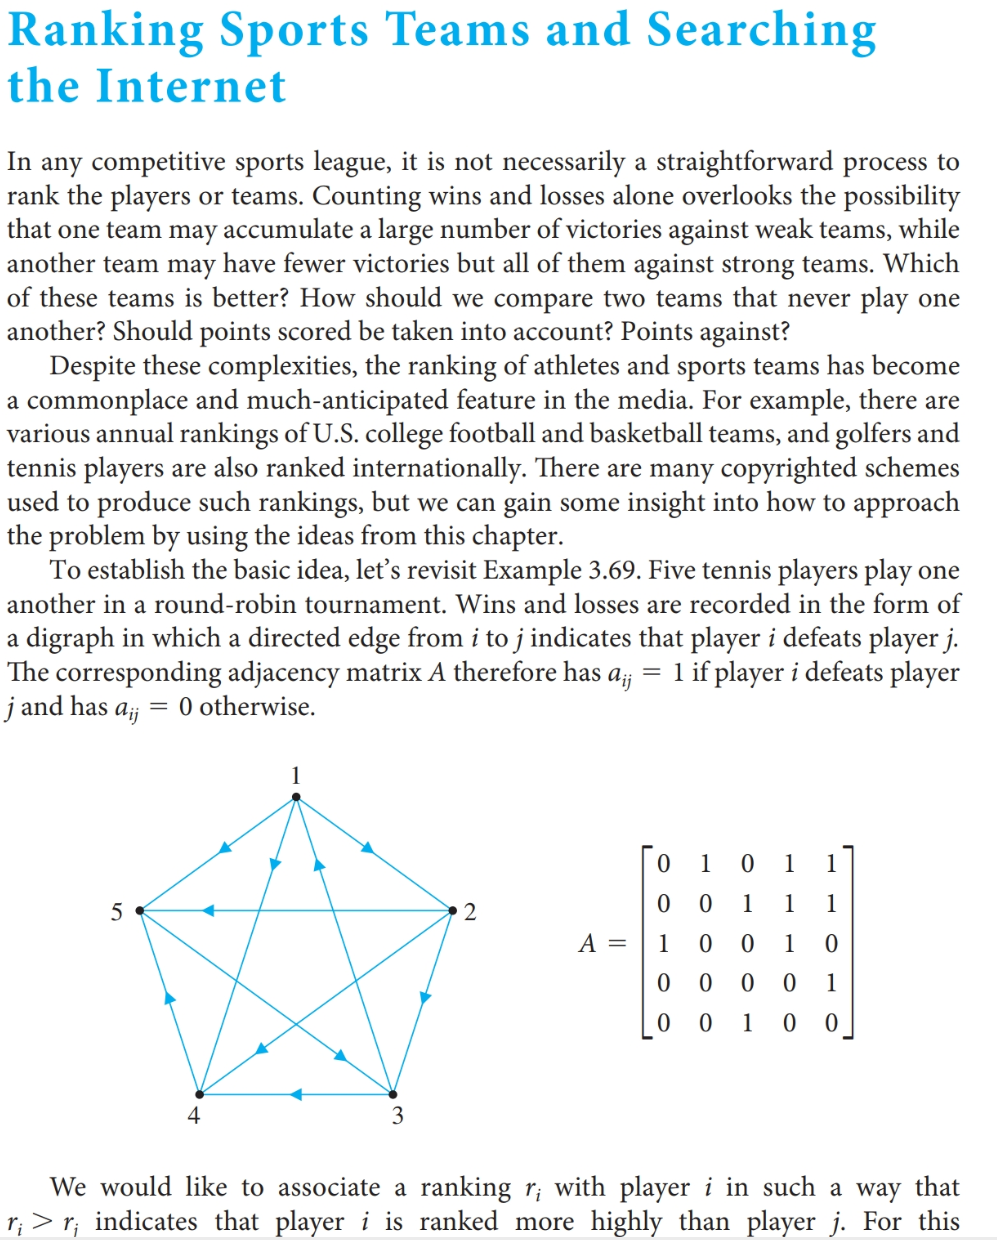 Ranking Sports Teams and Searching
the Internet
In any competitive sports league, it is not necessarily a straightforward process to
rank the players or teams. Counting wins and losses alone overlooks the possibility
that one team may accumulate a large number of victories against weak teams, while
another team may have fewer victories but all of them against strong teams. Which
of these teams is better? How should we compare two teams that never play one
another? Should points scored be taken into account? Points against?
Despite these complexities, the ranking of athletes and sports teams has become
a commonplace and much-anticipated feature in the media. For example, there are
various annual rankings of U.S. college football and basketball teams, and golfers and
tennis players are also ranked internationally. There are many copyrighted schemes
used to produce such rankings, but we can gain some insight into how to approach
the problem by using the ideas from this chapter.
To establish the basic idea, let's revisit Example 3.69. Five tennis players play one
another in a round-robin tournament. Wins and losses are recorded in the form of
a digraph in which a directed edge from i to j indicates that player i defeats player j.
The corresponding adjacency matrix A therefore has aᵢⱼ = 1 if player i defeats player
j and has aᵢⱼ = 0 otherwise.
1
5
2
4
3
0 1 0 1 1
0 0 1 1 1
A = 1 0 0 1 0
0 0 0 0 1
0 0 1 0 0
We would like to associate a ranking rᵢ with player i in such a way that
rᵢ > rⱼ indicates that player i is ranked more highly than player j. For this